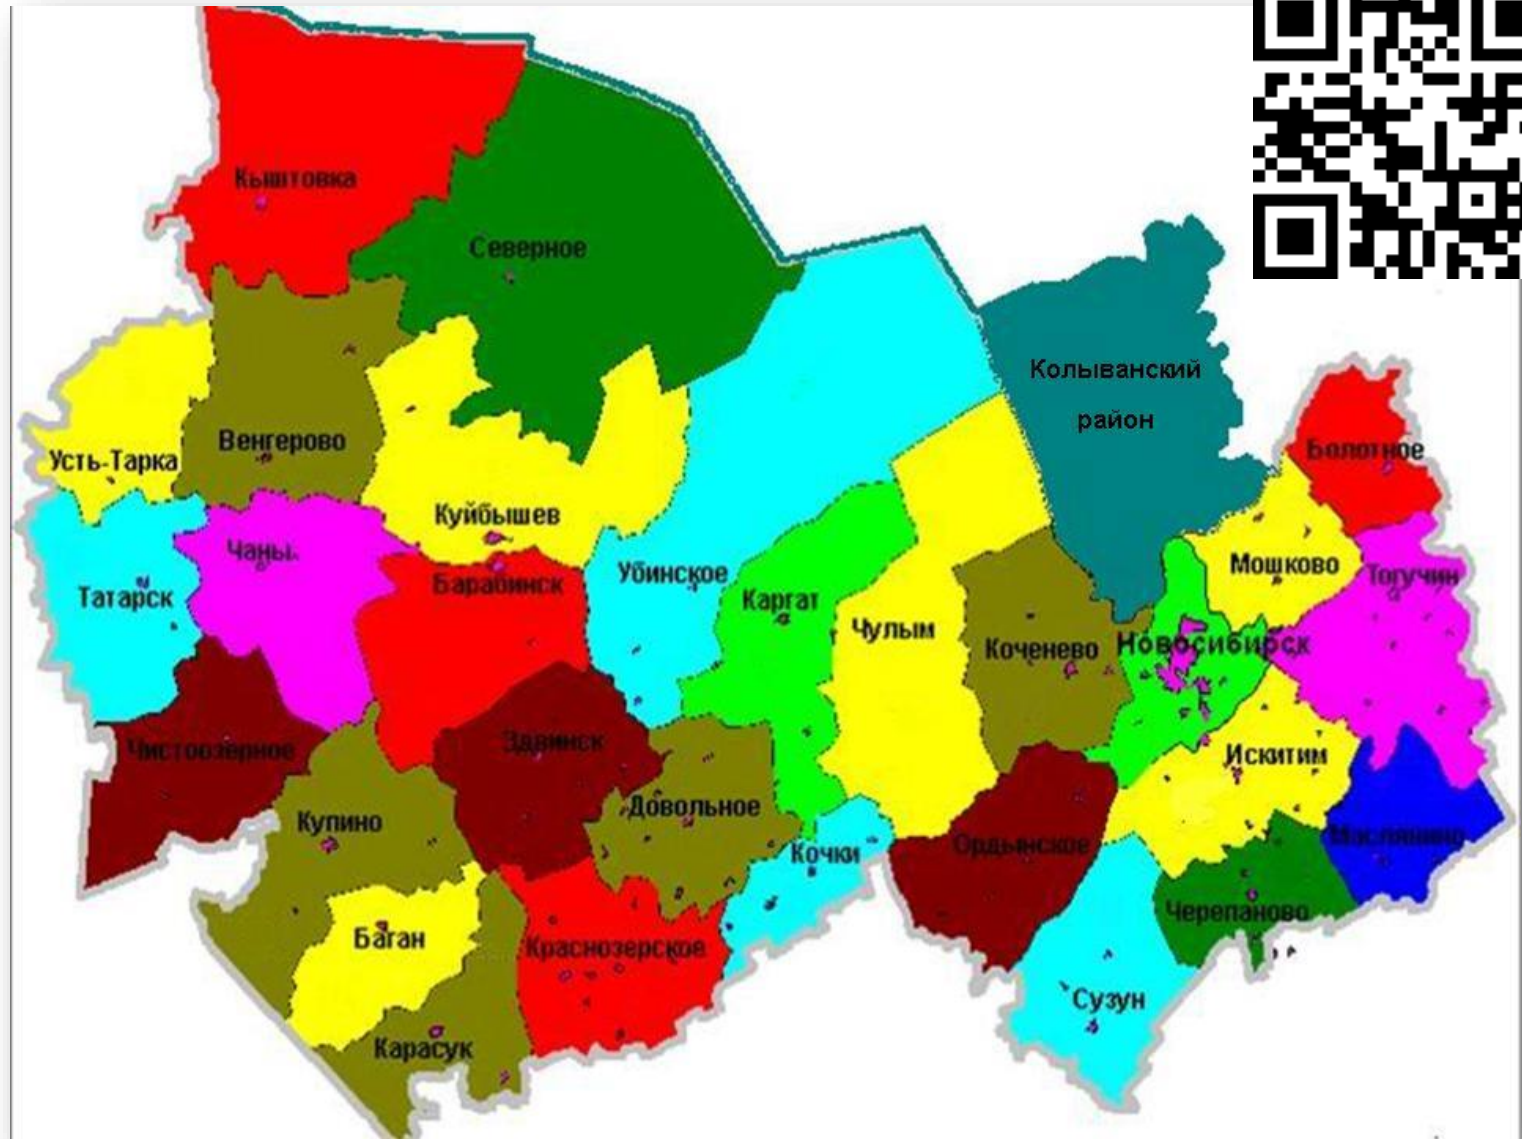 Кыштовка
Северное
Колыванский
район
Венгерово
Усть-Тарка
Болотное
Куйбышев
Чаны
Убинское
Барабинск
Мошково
Тогучин
Татарск
Каргат
Чулым
Коченево
Новосибирск
Чистоозерное
Здвинск
Искитим
Купино
Довольное
Кочки
Ордынское
Маслянино
Черепаново
Баган
Краснозерское
Сузун
Карасук